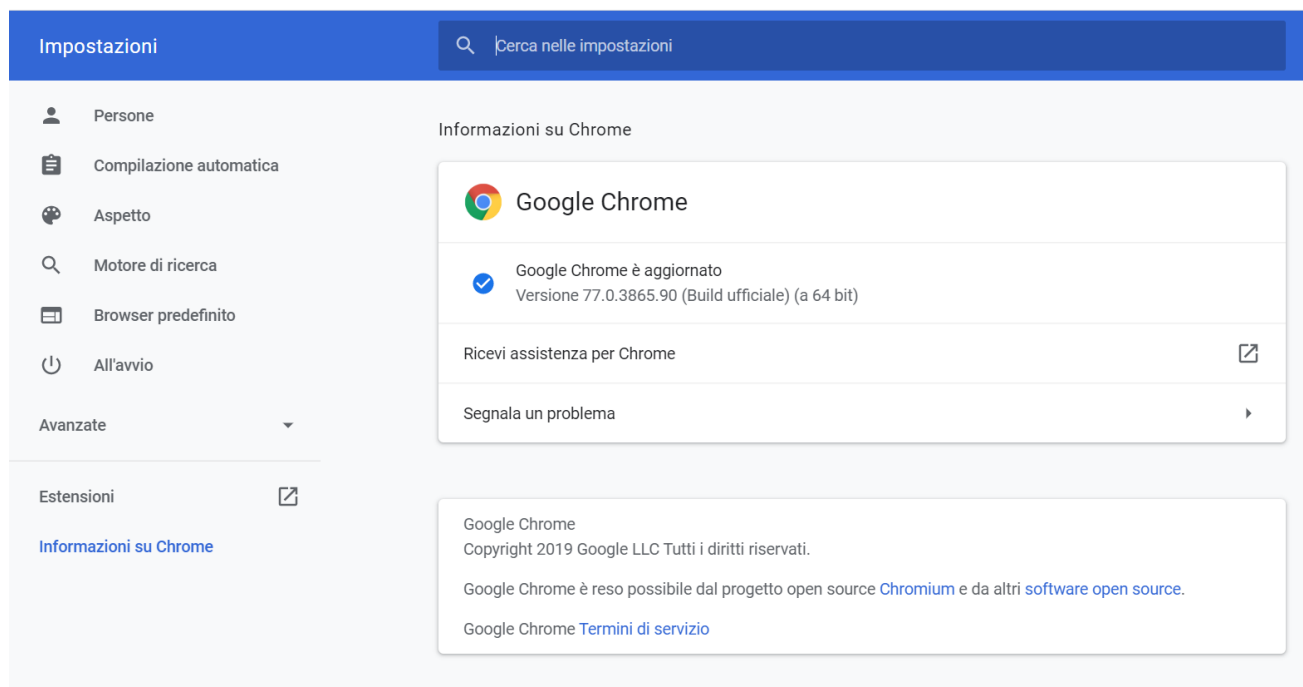 Impostazioni
Cerca nelle impostazioni
Persone
Compilazione automatica
Aspetto
Motore di ricerca
Browser predefinito
All'avvio
Avanzate
Estensioni
Informazioni su Chrome
Informazioni su Chrome
Google Chrome
Google Chrome è aggiornato
Versione 77.0.3865.90 (Build ufficiale) (a 64 bit)
Ricevi assistenza per Chrome
Segnala un problema
Google Chrome
Copyright 2019 Google LLC Tutti i diritti riservati.
Google Chrome è reso possibile dal progetto open source Chromium e da altri software open source.
Google Chrome Termini di servizio